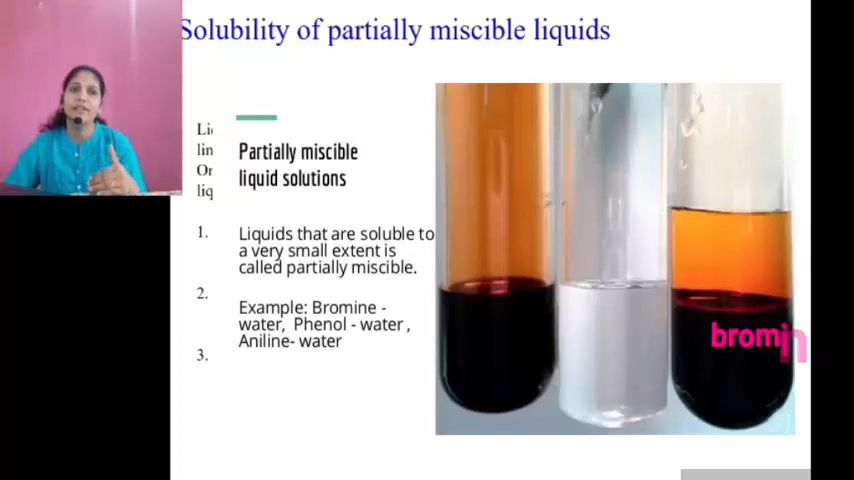 Solubility of partially miscible liquids
Partially miscible
liquid solutions
1.
Liquids that are soluble to
a very small extent is
called partially miscible.
2.
Example: Bromine -
water, Phenol - water ,
Aniline- water
3.
bromin